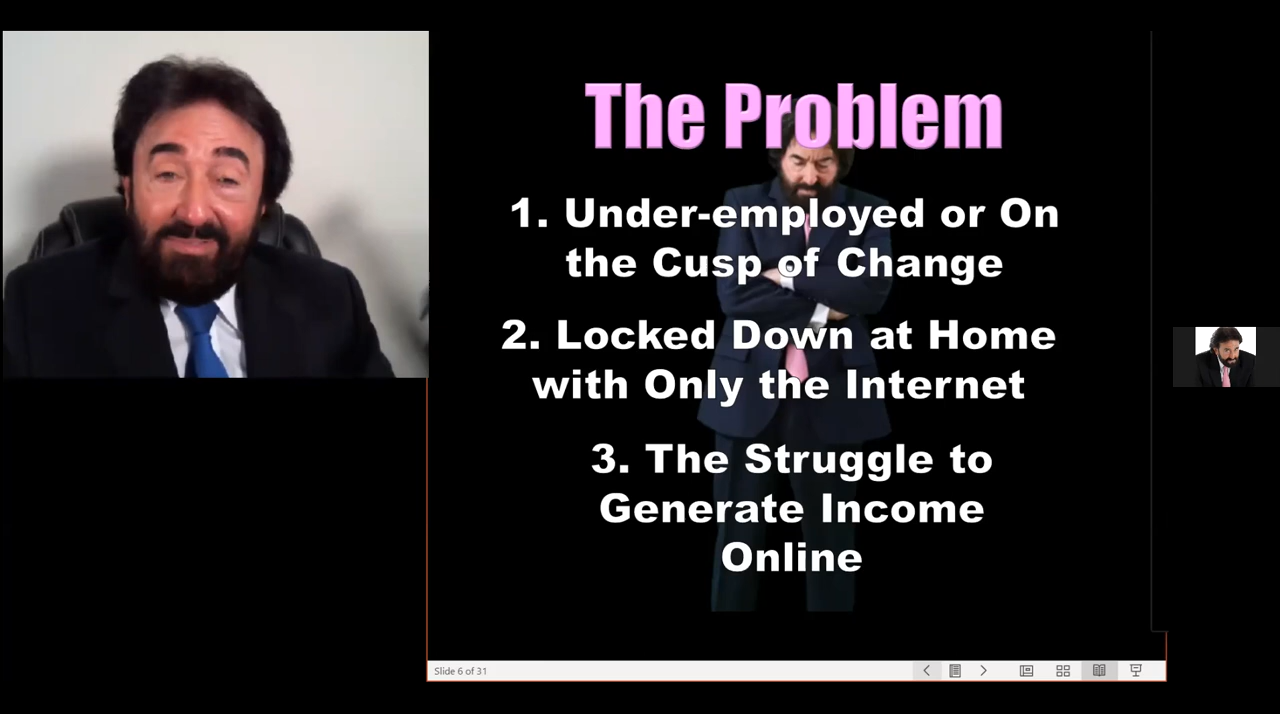 The Problem
1. Under-employed or On
the Cusp of Change
2. Locked Down at Home
with Only the Internet
3. The Struggle to
Generate Income
Online
Slide 6 of 31